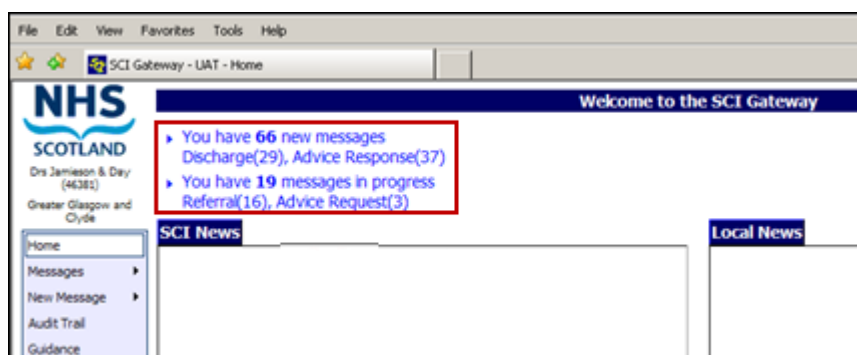 File Edit View Favorites Tools Help
SCI Gateway - UAT - Home
NHS
SCOTLAND
Drs Jamieson & Day
(46381)
Greater Glasgow and
Clyde
Home
Messages
New Message
Audit Trail
Guidance
Welcome to the SCI Gateway
You have 66 new messages
Discharge(29), Advice Response(37)
You have 19 messages in progress
Referral(16), Advice Request(3)
SCI News
Local News